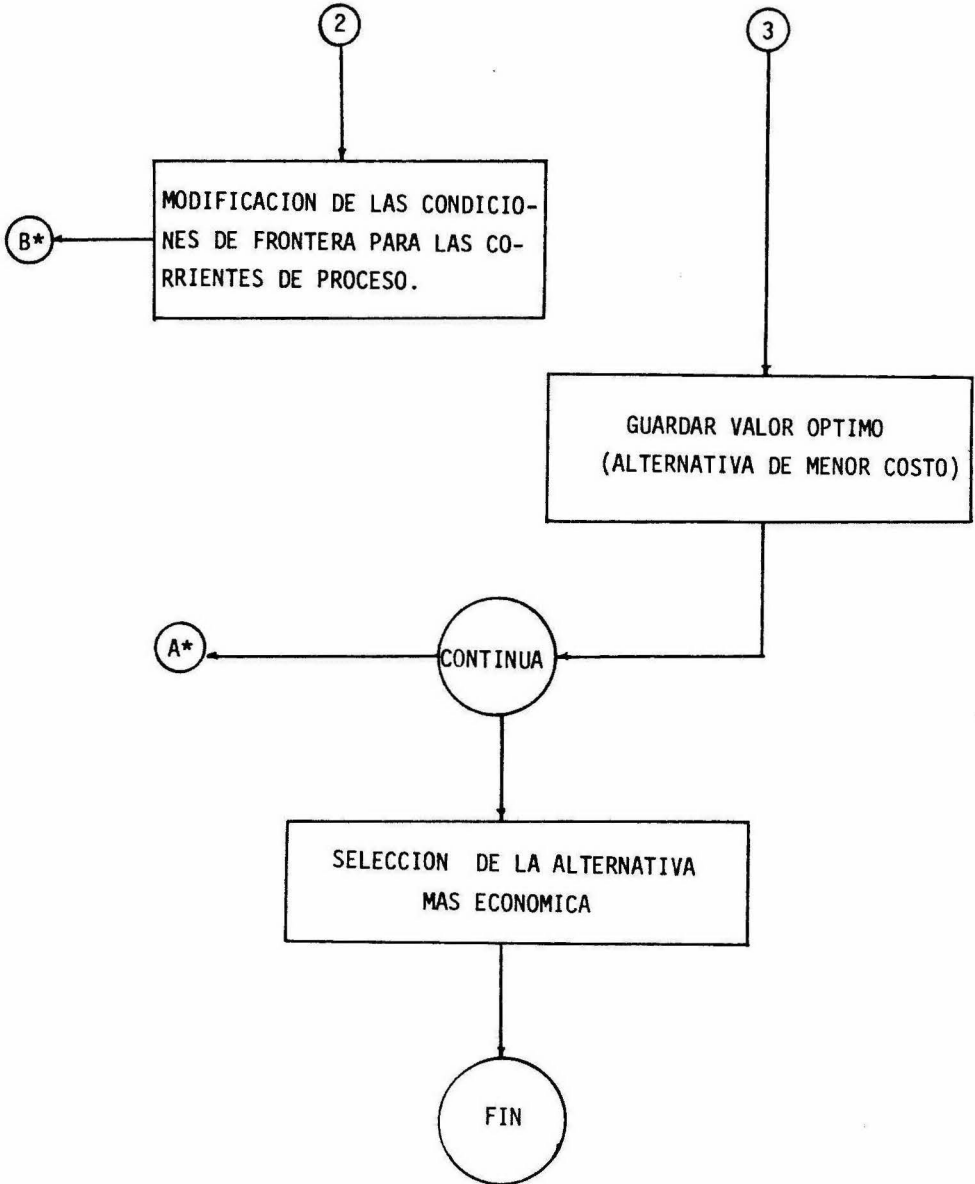 2
3
MODIFICACION DE LAS CONDICIO-
NES DE FRONTERA PARA LAS CO-
RRIENTES DE PROCESO.
B*
GUARDAR VALOR OPTIMO
(ALTERNATIVA DE MENOR COSTO)
A*
CONTINUA
SELECCION DE LA ALTERNATIVA
MAS ECONOMICA
FIN